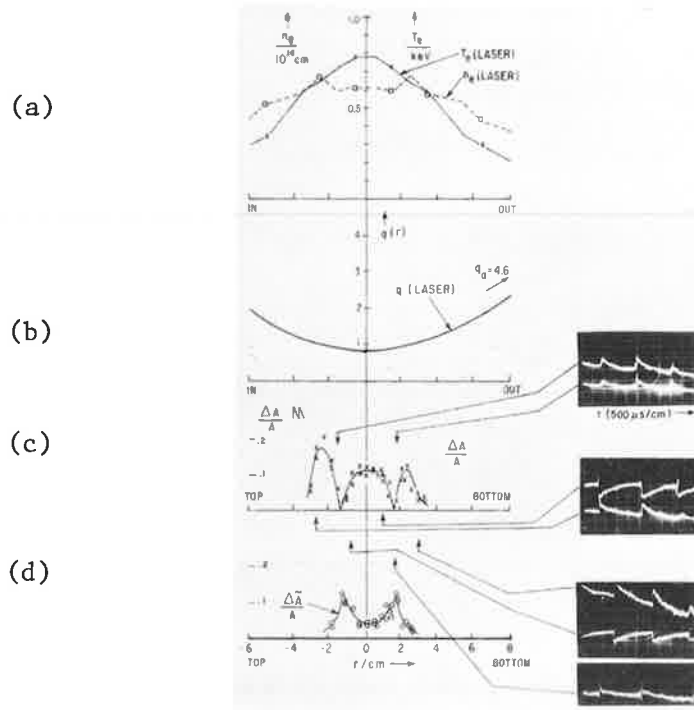 (a)
n_e
10^14 cm
1.0
T_e
keV
T_e (LASER)
n_e (LASER)
0.5
IN
OUT
(b)
4
q(r)
3
q_a = 4.6
2
q (LASER)
1
IN
OUT
t (500 μs/cm)
(c)
ΔA
A
.2
ΔA
A
.1
TOP
BOTTOM
(d)
.2
.1
ΔÃ
A
-6 -4 -2 0 2 4 6 8
TOP
r/cm
BOTTOM